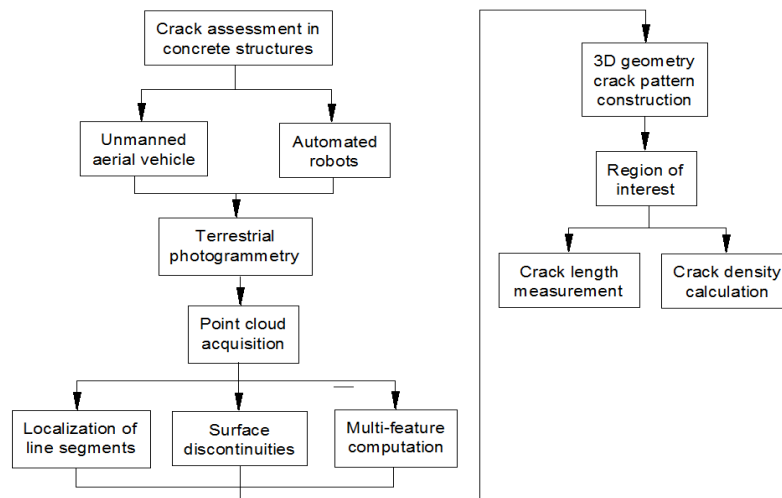 Crack assessment in
concrete structures
Unmanned
aerial vehicle
Automated
robots
Terrestrial
photogrammetry
Point cloud
acquisition
Localization of
line segments
Surface
discontinuities
Multi-feature
computation
3D geometry
crack pattern
construction
Region of
interest
Crack length
measurement
Crack density
calculation